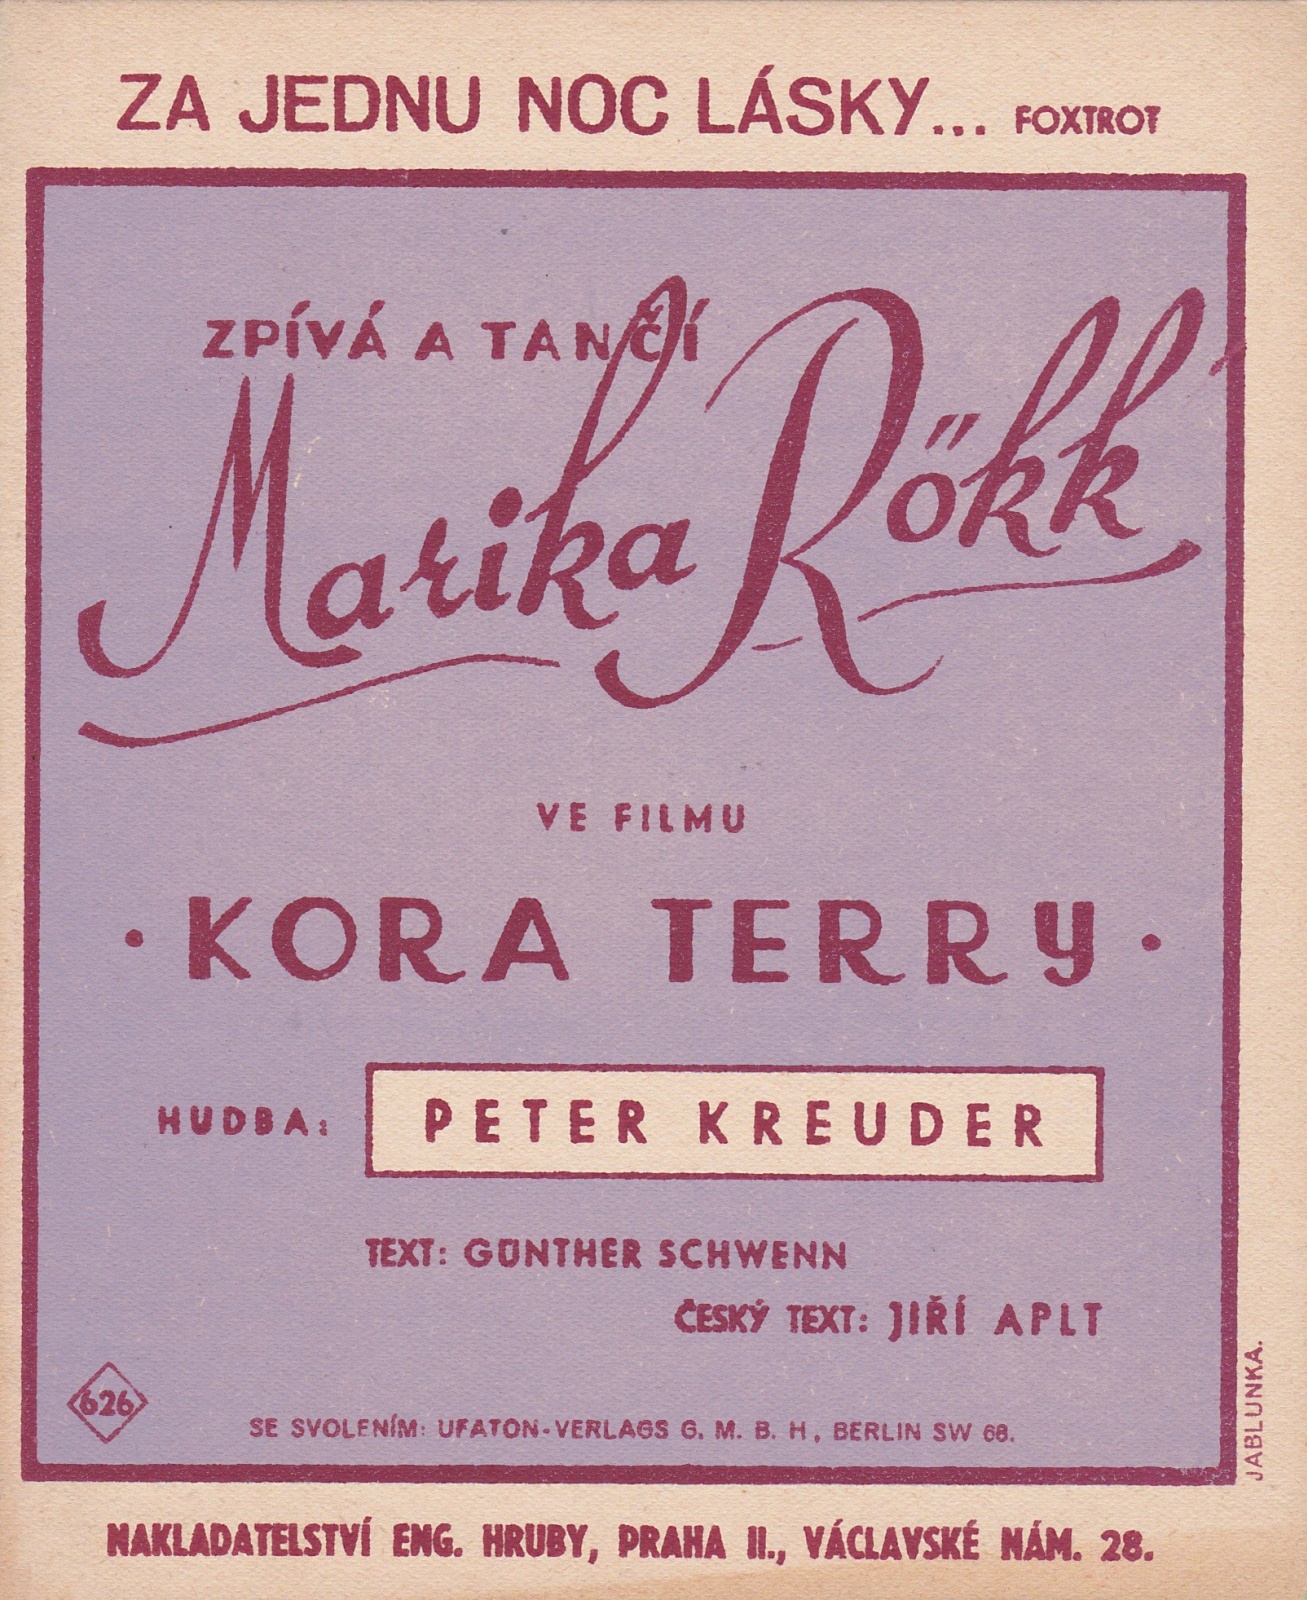 ZA JEDNU NOC LÁSKY... FOXTROT
ZPÍVÁ A TANČÍ
Marika Rökk
VE FILMU
· KORA TERRY ·
HUDBA: PETER KREUDER
TEXT: GÜNTHER SCHWENN
ČESKÝ TEXT: JIŘÍ APLT
626
SE SVOLENÍM: UFATON-VERLAGS G. M. B. H., BERLIN SW 68.
JABLUNKA.
NAKLADATELSTVÍ ENG. HRUBY, PRAHA II., VÁCLAVSKÉ NÁM. 28.